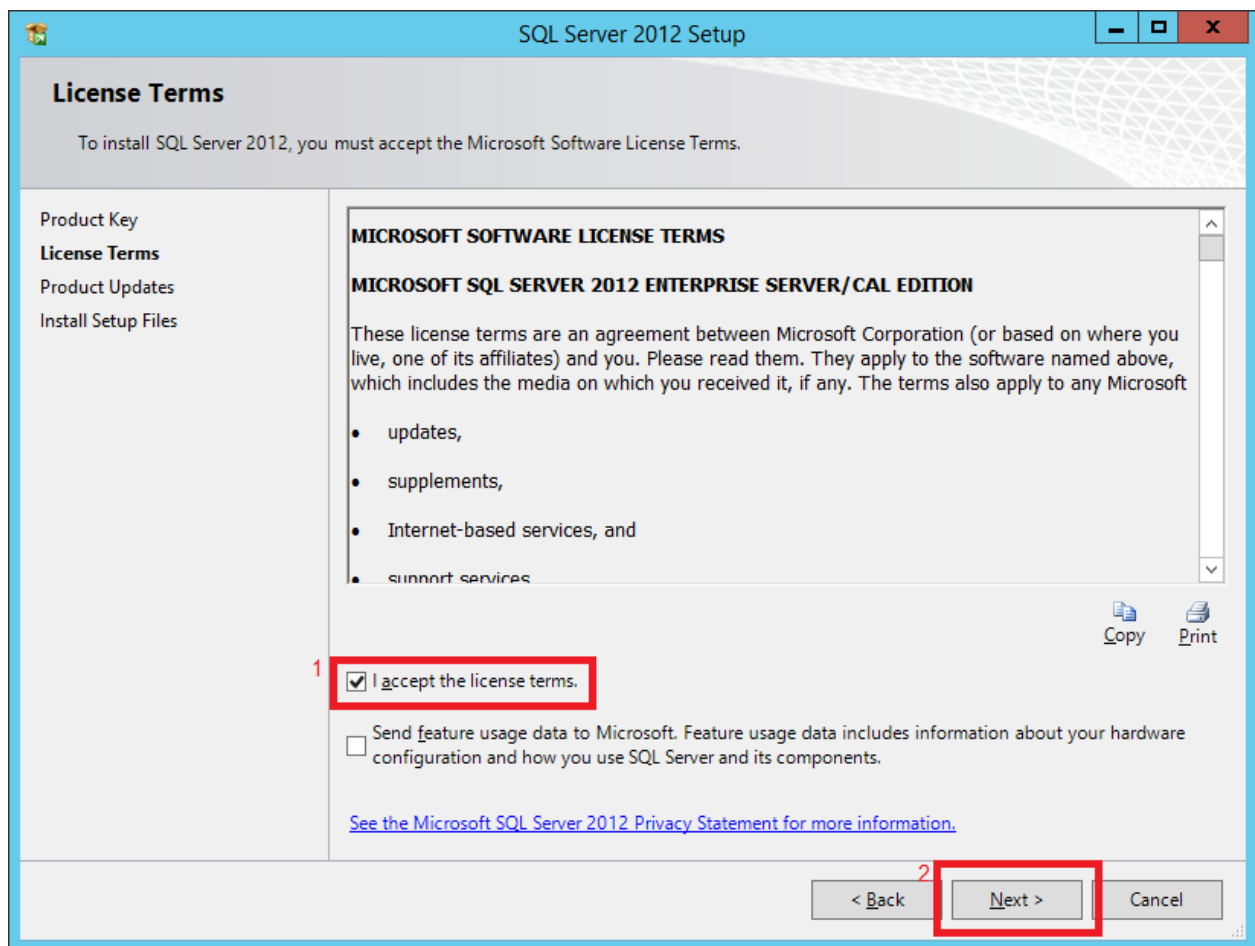 SQL Server 2012 Setup
License Terms
To install SQL Server 2012, you must accept the Microsoft Software License Terms.
Product Key
License Terms
Product Updates
Install Setup Files
MICROSOFT SOFTWARE LICENSE TERMS
MICROSOFT SQL SERVER 2012 ENTERPRISE SERVER/CAL EDITION
These license terms are an agreement between Microsoft Corporation (or based on where you
live, one of its affiliates) and you. Please read them. They apply to the software named above,
which includes the media on which you received it, if any. The terms also apply to any Microsoft
• updates,
• supplements,
• Internet-based services, and
• support services
Copy Print
1
I accept the license terms.
Send feature usage data to Microsoft. Feature usage data includes information about your hardware
configuration and how you use SQL Server and its components.
See the Microsoft SQL Server 2012 Privacy Statement for more information.
2
< Back Next > Cancel